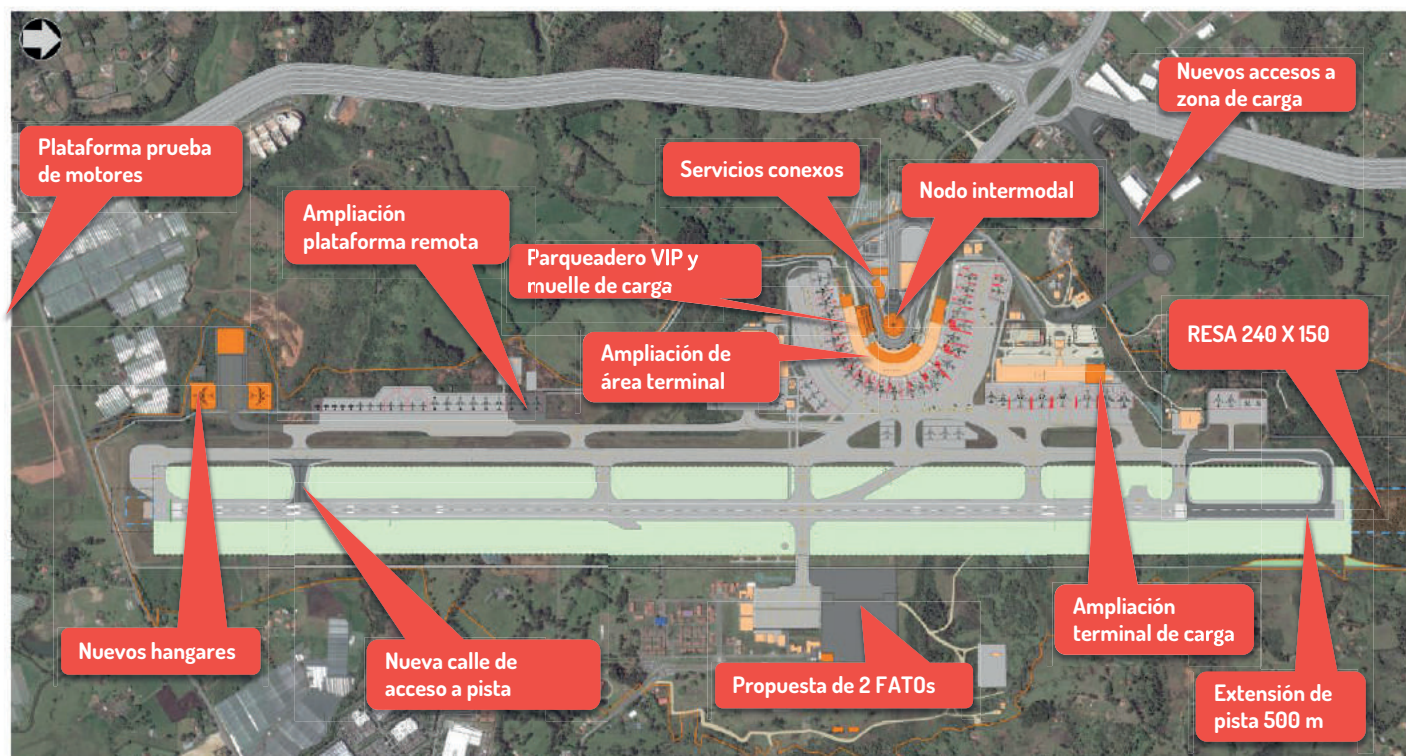 Nuevos accesos a
zona de carga
Plataforma prueba
de motores
Servicios conexos
Nodo intermodal
Ampliación
plataforma remota
Parqueadero VIP y
muelle de carga
RESA 240 X 150
Ampliación de
área terminal
Nuevos hangares
Nueva calle de
acceso a pista
Propuesta de 2 FATOs
Ampliación
terminal de carga
Extensión de
pista 500 m